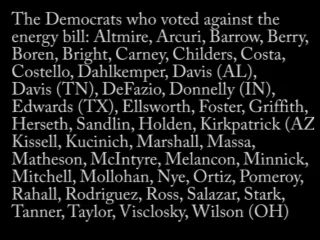 The Democrats who voted against the
energy bill: Altmire, Arcuri, Barrow, Berry,
Boren, Bright, Carney, Childers, Costa,
Costello, Dahlkemper, Davis (AL),
Davis (TN), DeFazio, Donnelly (IN),
Edwards (TX), Ellsworth, Foster, Griffith,
Herseth, Sandlin, Holden, Kirkpatrick (AZ
Kissell, Kucinich, Marshall, Massa,
Matheson, McIntyre, Melancon, Minnick,
Mitchell, Mollohan, Nye, Ortiz, Pomeroy,
Rahall, Rodriguez, Ross, Salazar, Stark,
Tanner, Taylor, Visclosky, Wilson (OH)